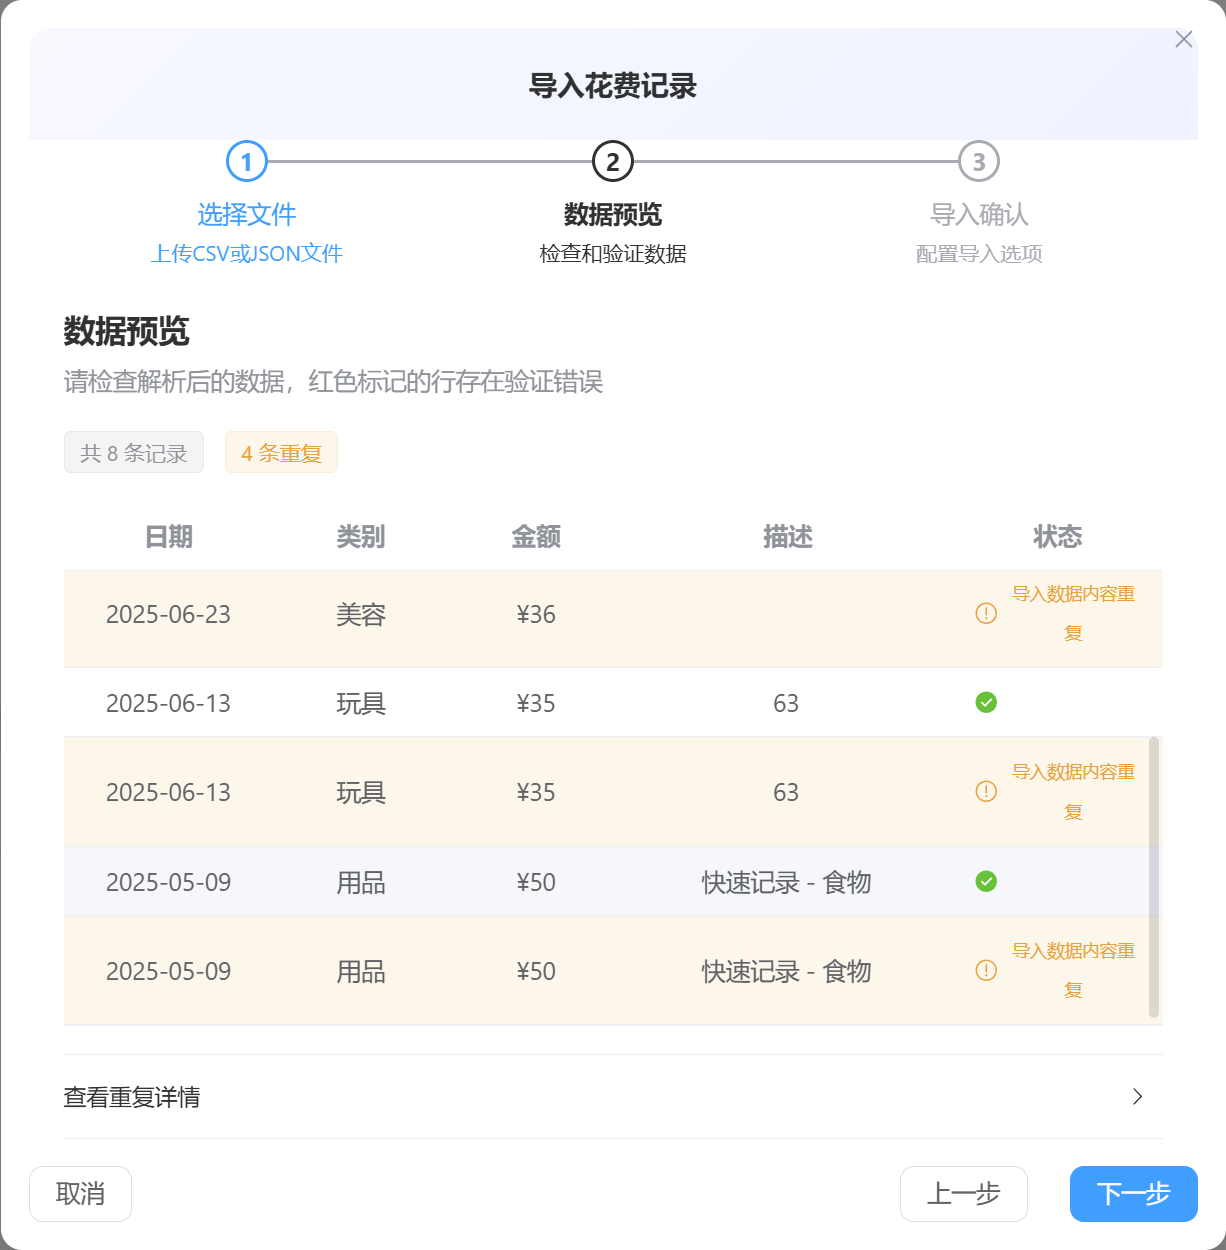 导入花费记录
1 2 3
选择文件 数据预览 导入确认
上传CSV或JSON文件 检查和验证数据 配置导入选项
数据预览
请检查解析后的数据，红色标记的行存在验证错误
共 8 条记录 4 条重复
日期 类别 金额 描述 状态
2025-06-23 美容 ¥36 导入数据内容重
复
2025-06-13 玩具 ¥35 63
2025-06-13 玩具 ¥35 63 导入数据内容重
复
2025-05-09 用品 ¥50 快速记录 - 食物
2025-05-09 用品 ¥50 快速记录 - 食物 导入数据内容重
复
查看重复详情
取消 上一步 下一步